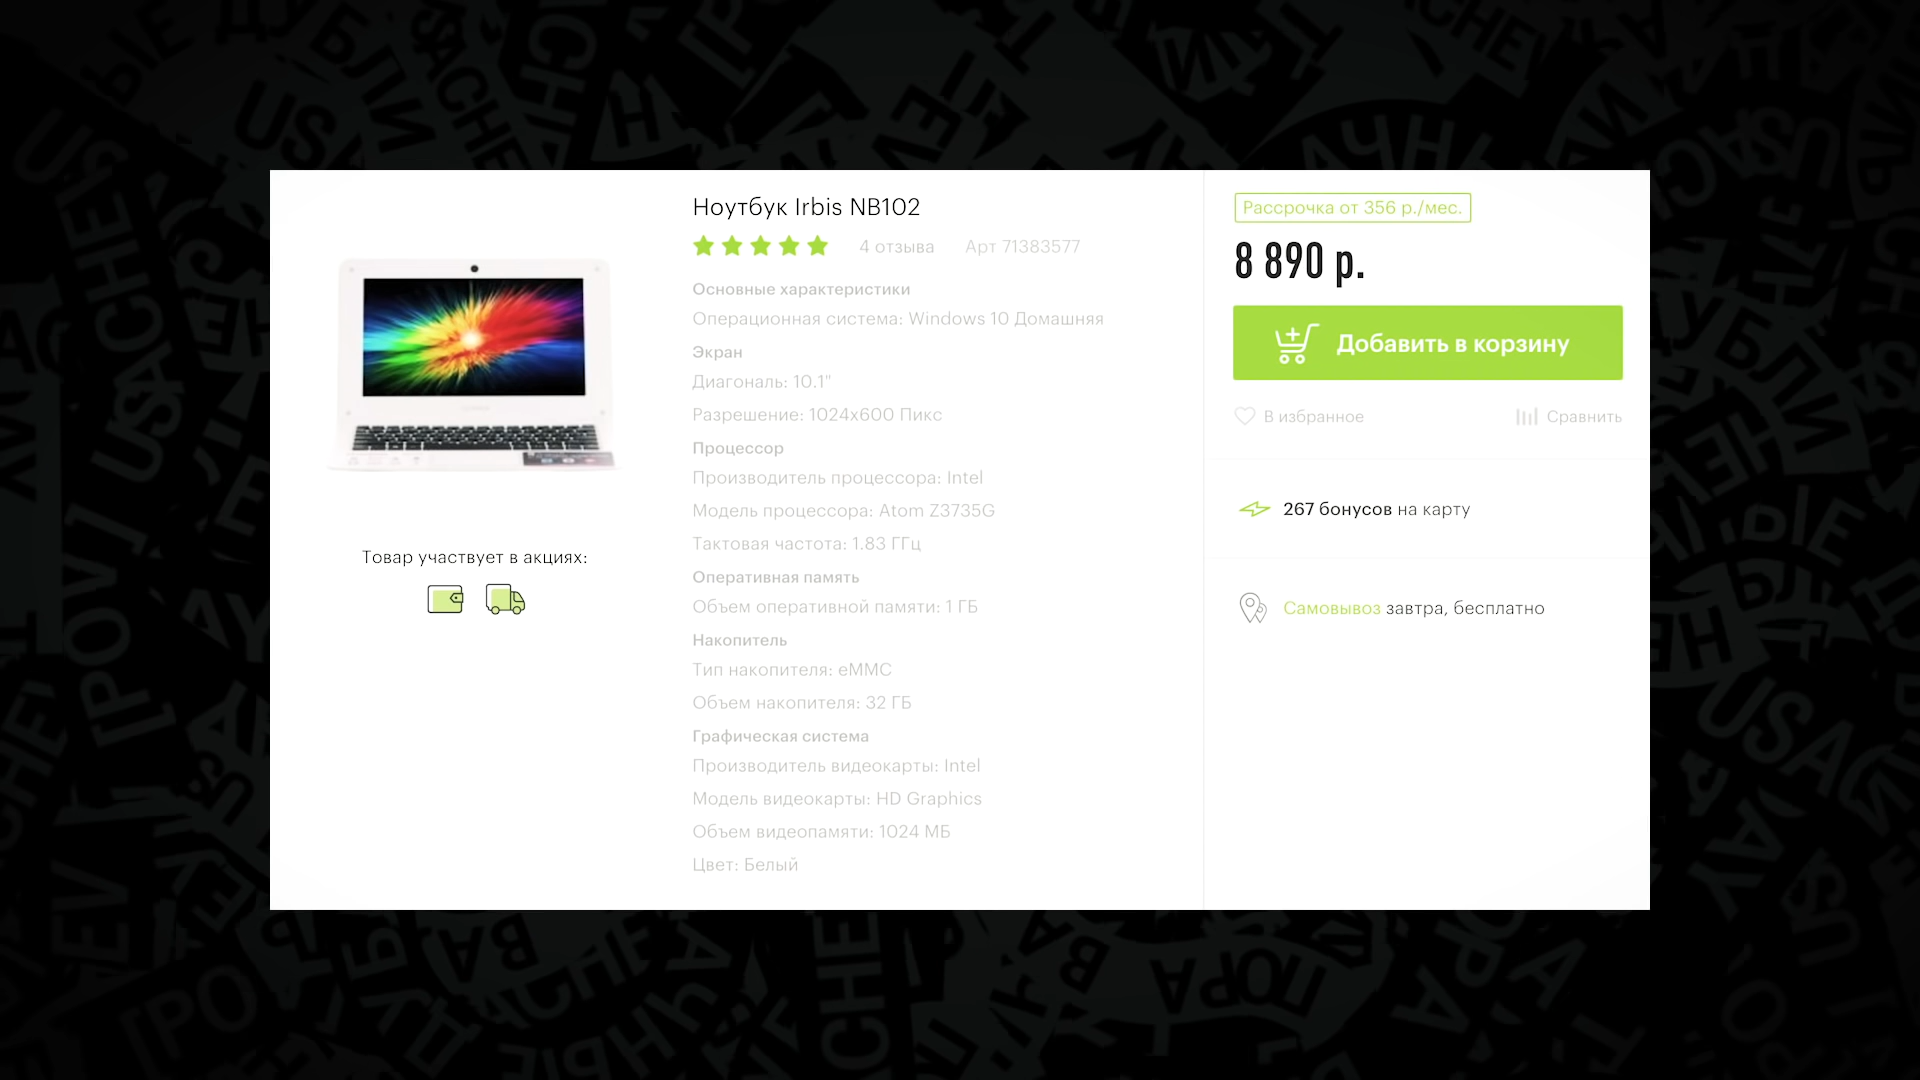 Ноутбук Irbis NB102
4 отзыва Арт 71383577
Основные характеристики
Операционная система: Windows 10 Домашняя
Экран
Диагональ: 10.1"
Разрешение: 1024x600 Пикс
Процессор
Производитель процессора: Intel
Модель процессора: Atom Z3735G
Тактовая частота: 1.83 ГГц
Оперативная память
Объем оперативной памяти: 1 ГБ
Накопитель
Тип накопителя: eMMC
Объем накопителя: 32 ГБ
Графическая система
Производитель видеокарты: Intel
Модель видеокарты: HD Graphics
Объем видеопамяти: 1024 МБ
Цвет: Белый
Товар участвует в акциях:
Рассрочка от 356 р./мес.
8 890 р.
Добавить в корзину
В избранное Сравнить
267 бонусов на карту
Самовывоз завтра, бесплатно